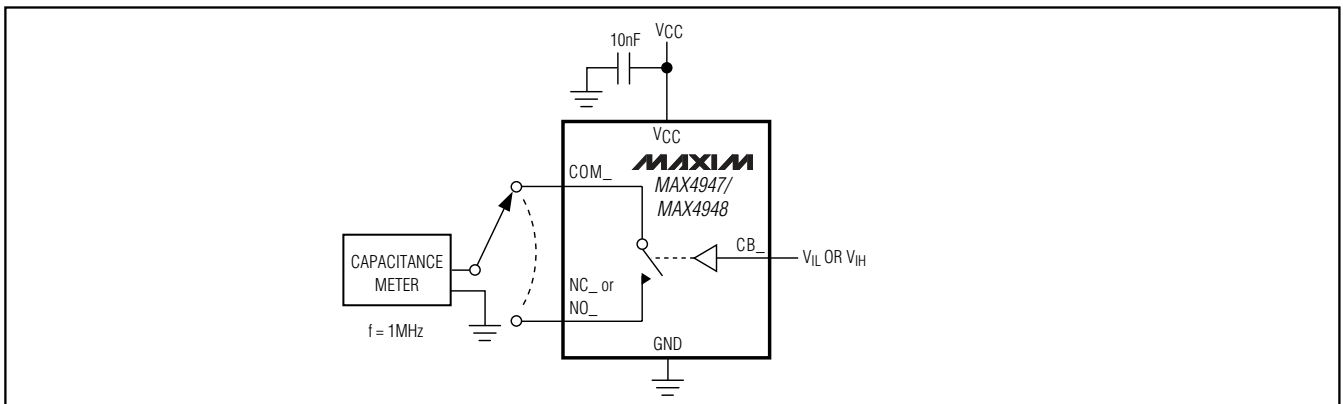 VCC
10nF
VCC
MAXIM
COM_
MAX4947/
MAX4948
CB_
VIL OR VIH
CAPACITANCE
METER
NC_ or
NO_
f = 1MHz
GND